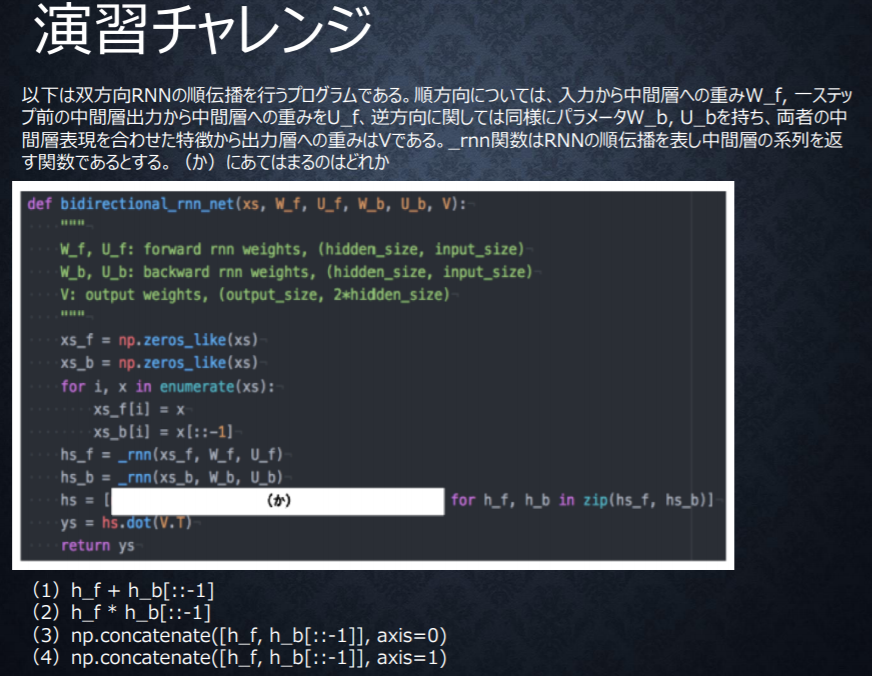 演習チャレンジ
以下は双方向RNNの順伝播を行うプログラムである。順方向については、入力から中間層への重みW_f, 一ステッ
プ前の中間層出力から中間層への重みをU_f、逆方向に関しては同様にパラメータW_b, U_bを持ち、両者の中
間層表現を合わせた特徴から出力層への重みはVである。_rnn関数はRNNの順伝播を表し中間層の系列を返
す関数であるとする。（か）にあてはまるのはどれか
def bidirectional_rnn_net(xs, W_f, U_f, W_b, U_b, V):
    """
    W_f, U_f: forward rnn weights, (hidden_size, input_size)
    W_b, U_b: backward rnn weights, (hidden_size, input_size)
    V: output weights, (output_size, 2*hidden_size)
    """
    xs_f = np.zeros_like(xs)
    xs_b = np.zeros_like(xs)
    for i, x in enumerate(xs):
        xs_f[i] = x
        xs_b[i] = x[::-1]
    hs_f = _rnn(xs_f, W_f, U_f)
    hs_b = _rnn(xs_b, W_b, U_b)
    hs = [ （か） for h_f, h_b in zip(hs_f, hs_b)]
    ys = hs.dot(V.T)
    return ys
（1）h_f + h_b[::-1]
（2）h_f * h_b[::-1]
（3）np.concatenate([h_f, h_b[::-1]], axis=0)
（4）np.concatenate([h_f, h_b[::-1]], axis=1)